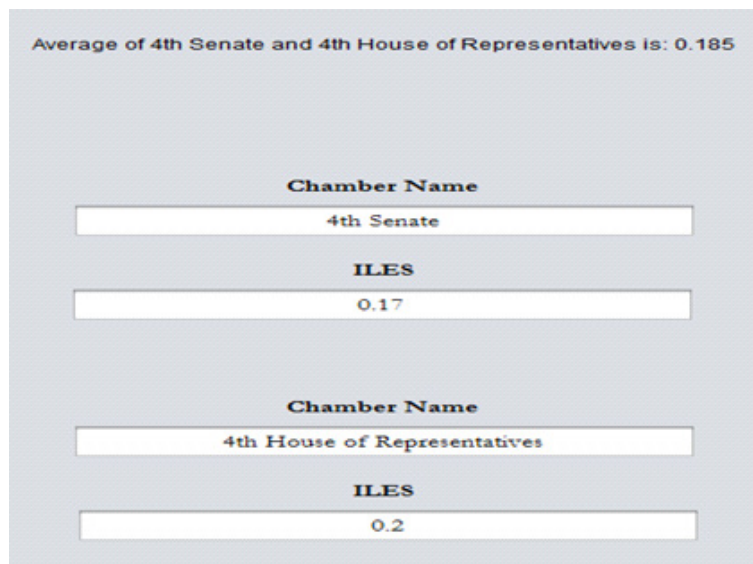 Average of 4th Senate and 4th House of Representatives is: 0.185
Chamber Name
4th Senate
ILES
0.17
Chamber Name
4th House of Representatives
ILES
0.2